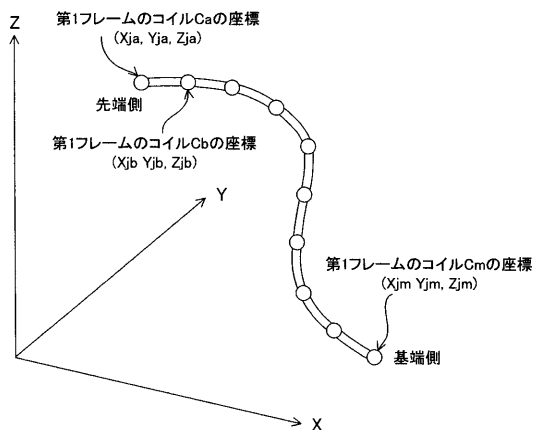 Z
第1フレームのコイルCaの座標
(Xja, Yja, Zja)
先端側
第1フレームのコイルCbの座標
(Xjb Yjb, Zjb)
Y
第1フレームのコイルCmの座標
(Xjm Yjm, Zjm)
基端側
X